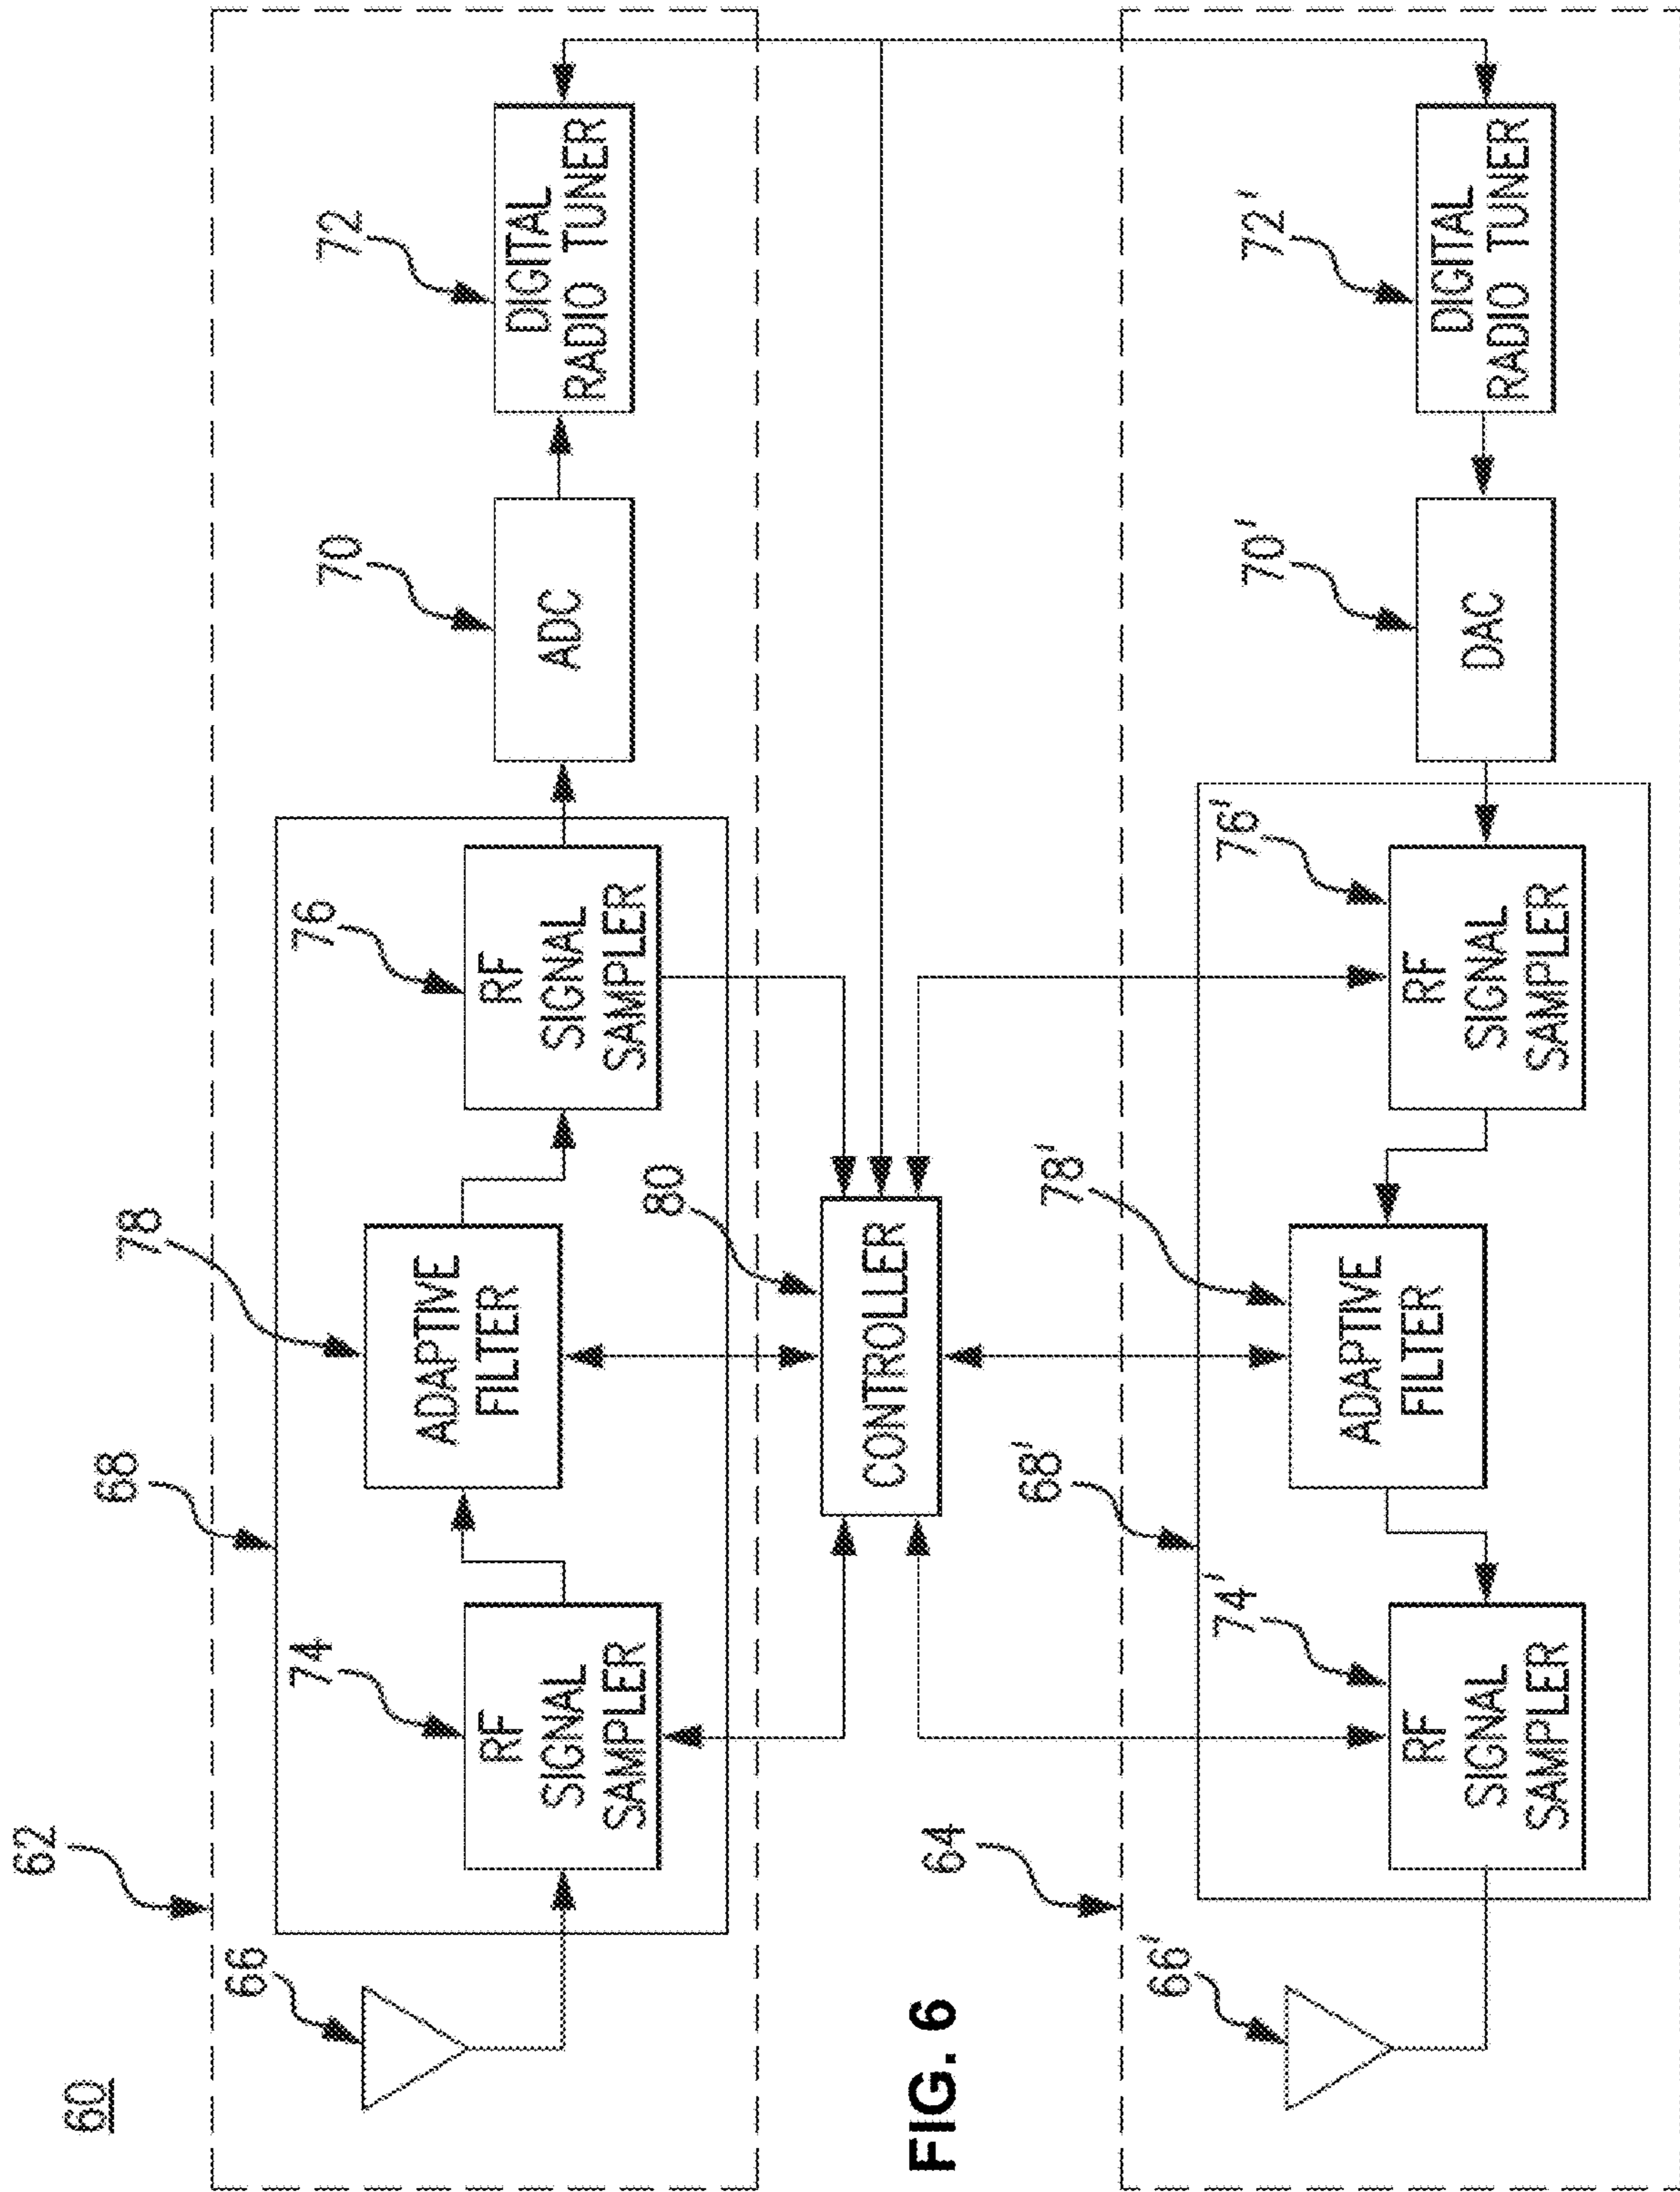 60
62
66
68
74
RF
SIGNAL
SAMPLER
78
ADAPTIVE
FILTER
76
RF
SIGNAL
SAMPLER
70
ADC
72
DIGITAL
RADIO TUNER
80
CONTROLLER
FIG. 6
64
66'
68'
74'
RF
SIGNAL
SAMPLER
78'
ADAPTIVE
FILTER
76'
RF
SIGNAL
SAMPLER
70'
DAC
72'
DIGITAL
RADIO TUNER